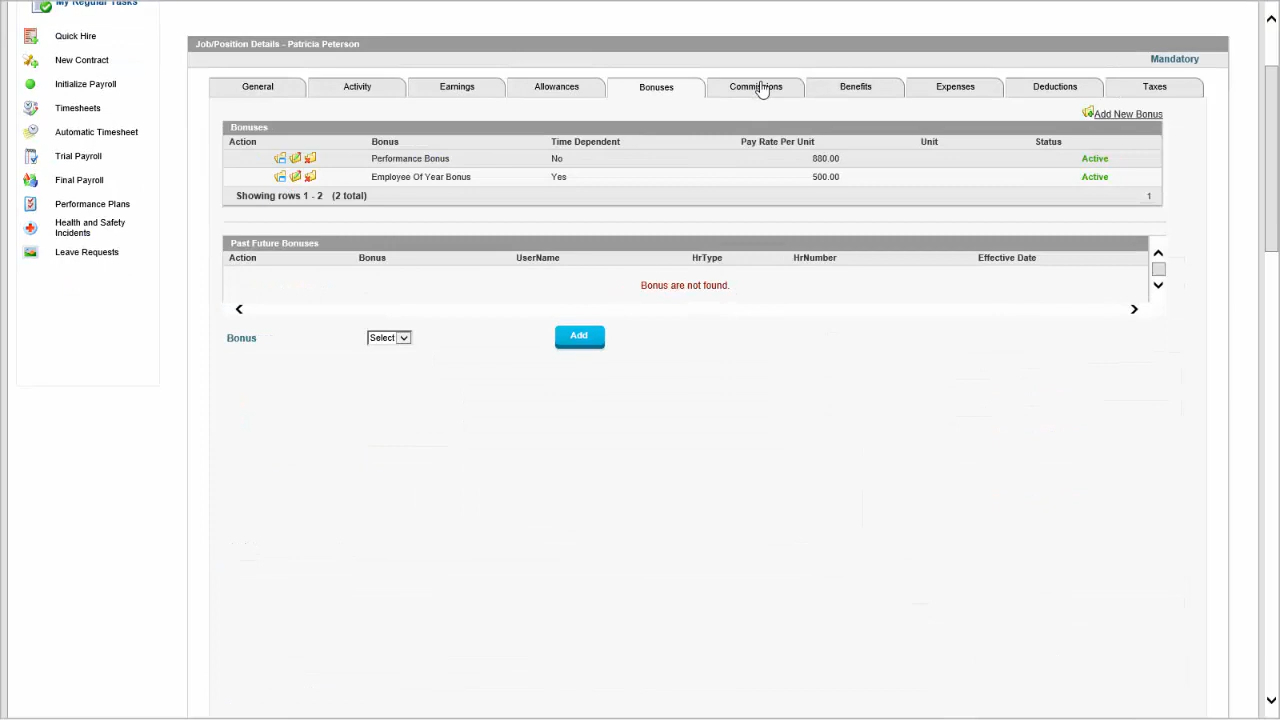 My Regular Tasks
Quick Hire
New Contract
Initialize Payroll
Timesheets
Automatic Timesheet
Trial Payroll
Final Payroll
Performance Plans
Health and Safety
Incidents
Leave Requests
Job/Position Details - Patricia Peterson
Mandatory
General Activity Earnings Allowances Bonuses Commissions Benefits Expenses Deductions Taxes
Add New Bonus
Bonuses
Action Bonus Time Dependent Pay Rate Per Unit Unit Status
Performance Bonus No 880.00 Active
Employee Of Year Bonus Yes 500.00 Active
Showing rows 1 - 2 (2 total) 1
Past Future Bonuses
Action Bonus UserName HrType HrNumber Effective Date
Bonus are not found.
Bonus Select Add